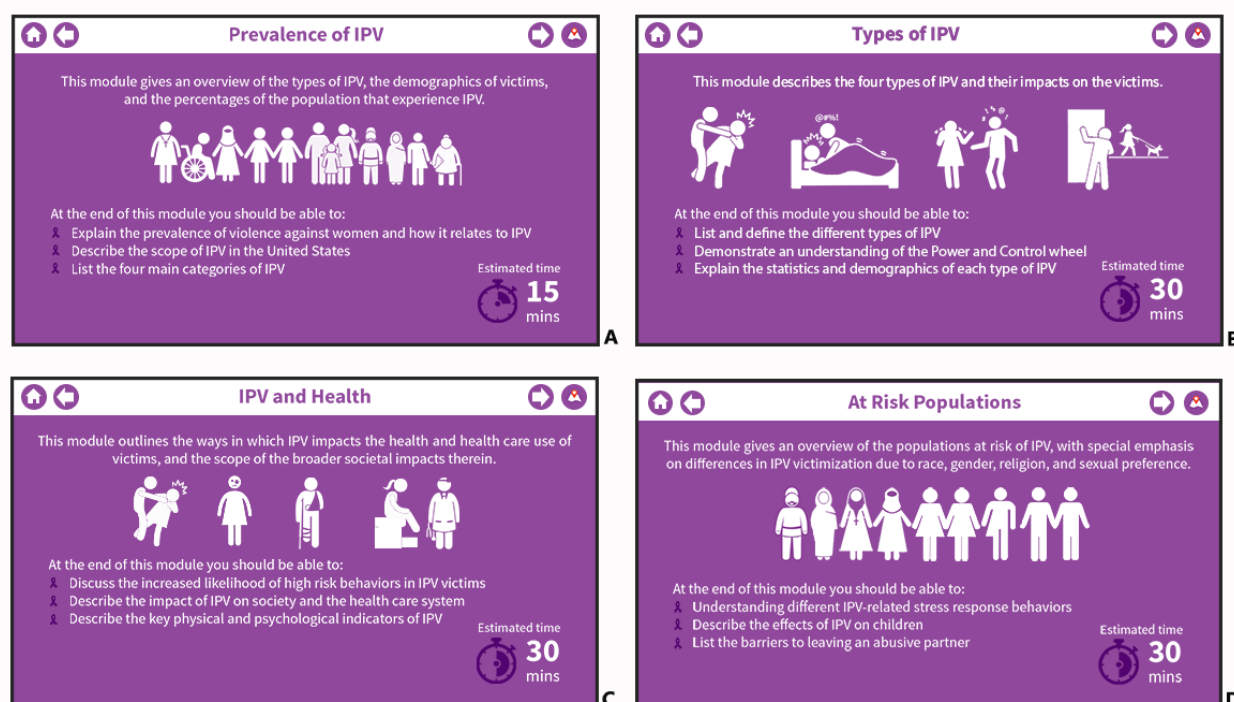 Prevalence of IPV
This module gives an overview of the types of IPV, the demographics of victims,
and the percentages of the population that experience IPV.
At the end of this module you should be able to:
Explain the prevalence of violence against women and how it relates to IPV
Describe the scope of IPV in the United States
List the four main categories of IPV
Estimated time
15
mins
A
Types of IPV
This module describes the four types of IPV and their impacts on the victims.
@#%!
! $ @
#
At the end of this module you should be able to:
List and define the different types of IPV
Demonstrate an understanding of the Power and Control wheel
Explain the statistics and demographics of each type of IPV
Estimated time
30
mins
B
IPV and Health
This module outlines the ways in which IPV impacts the health and health care use of
victims, and the scope of the broader societal impacts therein.
At the end of this module you should be able to:
Discuss the increased likelihood of high risk behaviors in IPV victims
Describe the impact of IPV on society and the health care system
Describe the key physical and psychological indicators of IPV
Estimated time
30
mins
C
At Risk Populations
This module gives an overview of the populations at risk of IPV, with special emphasis
on differences in IPV victimization due to race, gender, religion, and sexual preference.
At the end of this module you should be able to:
Understanding different IPV-related stress response behaviors
Describe the effects of IPV on children
List the barriers to leaving an abusive partner
Estimated time
30
mins
D